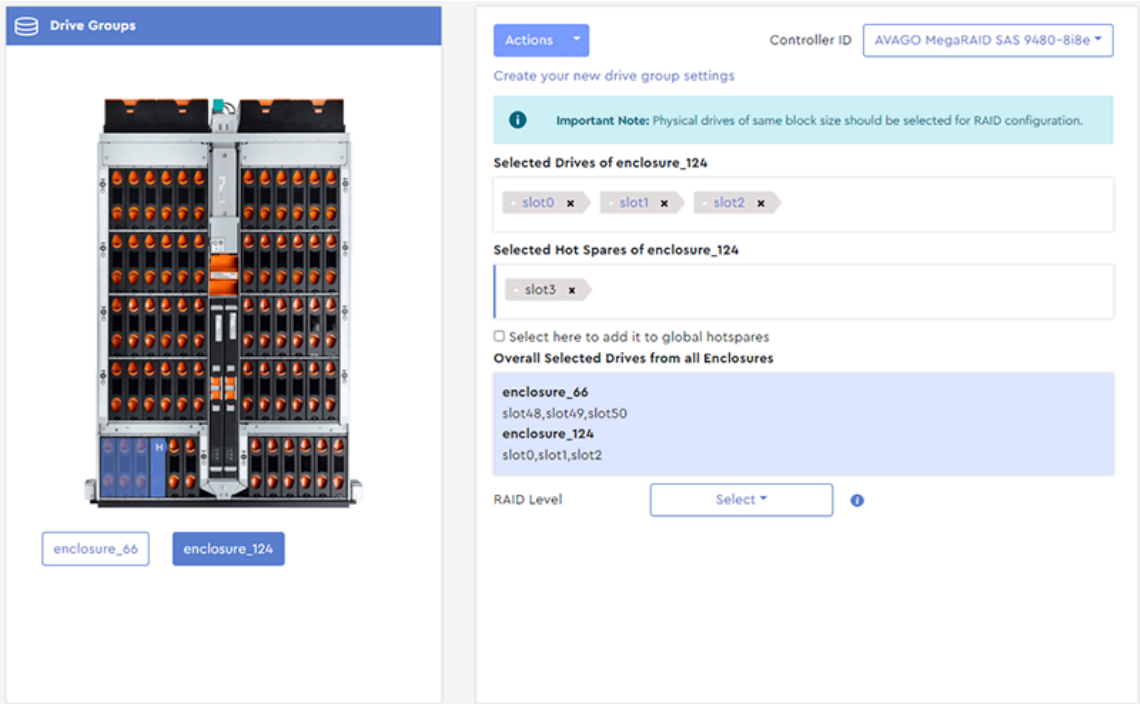 Drive Groups
H
enclosure_66
enclosure_124
Actions
Controller ID
AVAGO MegaRAID SAS 9480-8i8e
Create your new drive group settings
Important Note: Physical drives of same block size should be selected for RAID configuration.
Selected Drives of enclosure_124
slot0 × slot1 × slot2 ×
Selected Hot Spares of enclosure_124
slot3 ×
Select here to add it to global hotspares
Overall Selected Drives from all Enclosures
enclosure_66
slot48,slot49,slot50
enclosure_124
slot0,slot1,slot2
RAID Level
Select